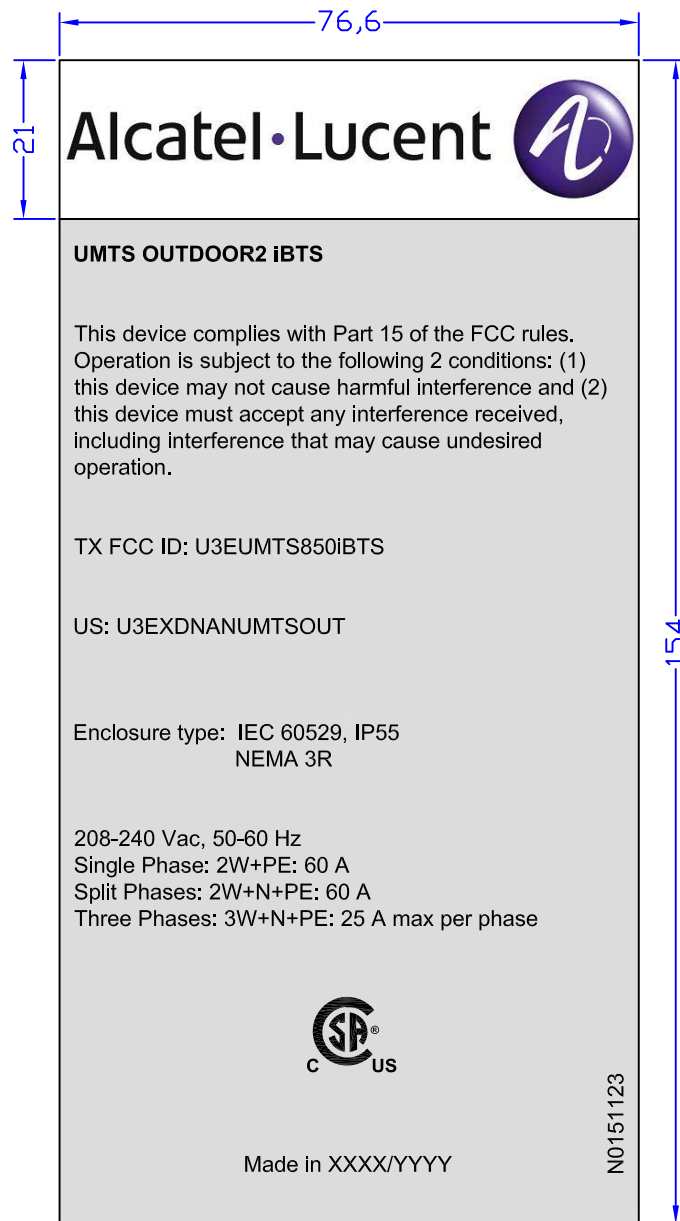 76,6
21
Alcatel·Lucent
UMTS OUTDOOR2 iBTS
This device complies with Part 15 of the FCC rules.
Operation is subject to the following 2 conditions: (1)
this device may not cause harmful interference and (2)
this device must accept any interference received,
including interference that may cause undesired
operation.
TX FCC ID: U3EUMTS850iBTS
US: U3EXDNANUMTSOUT
154
Enclosure type: IEC 60529, IP55
NEMA 3R
208-240 Vac, 50-60 Hz
Single Phase: 2W+PE: 60 A
Split Phases: 2W+N+PE: 60 A
Three Phases: 3W+N+PE: 25 A max per phase
CSA ®
C US
N0151123
Made in XXXX/YYYY